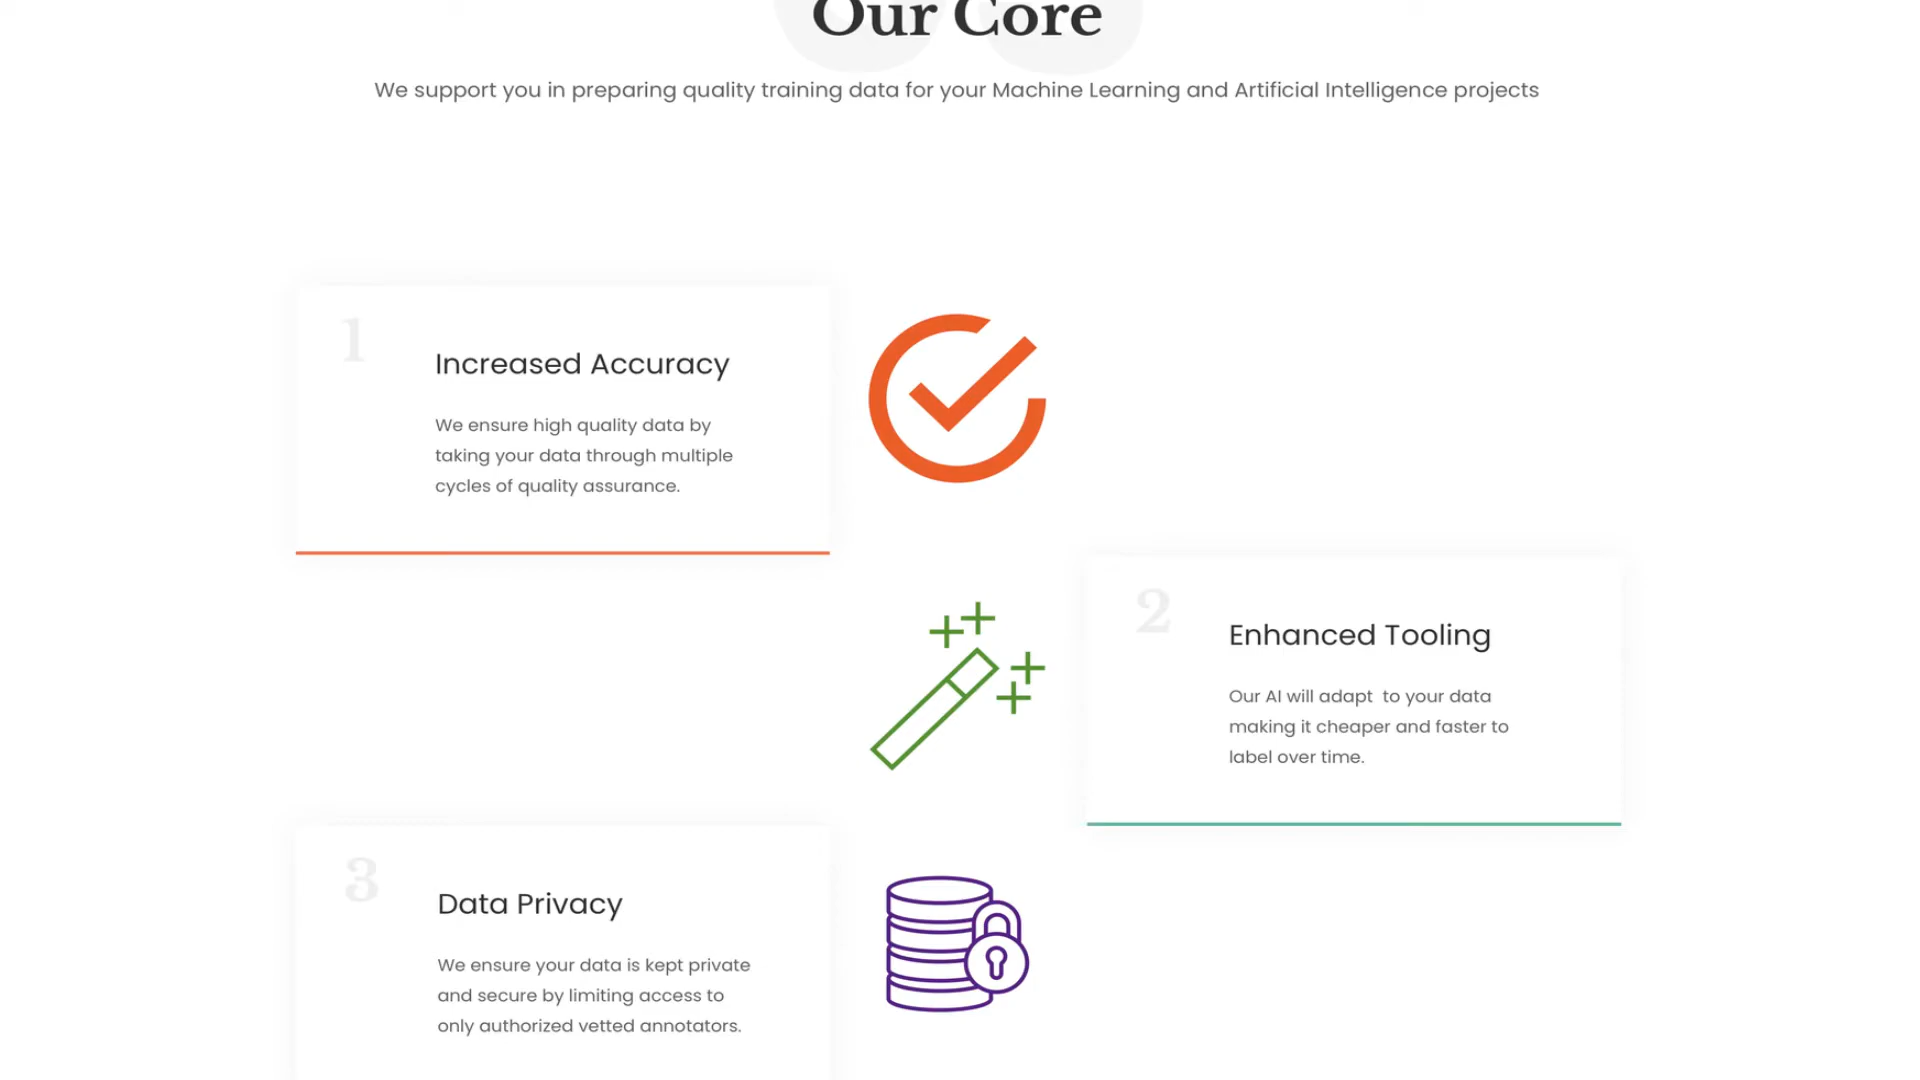 Our Core
We support you in preparing quality training data for your Machine Learning and Artificial Intelligence projects
1
Increased Accuracy
We ensure high quality data by
taking your data through multiple
cycles of quality assurance.
2
Enhanced Tooling
Our AI will adapt  to your data
making it cheaper and faster to
label over time.
3
Data Privacy
We ensure your data is kept private
and secure by limiting access to
only authorized vetted annotators.